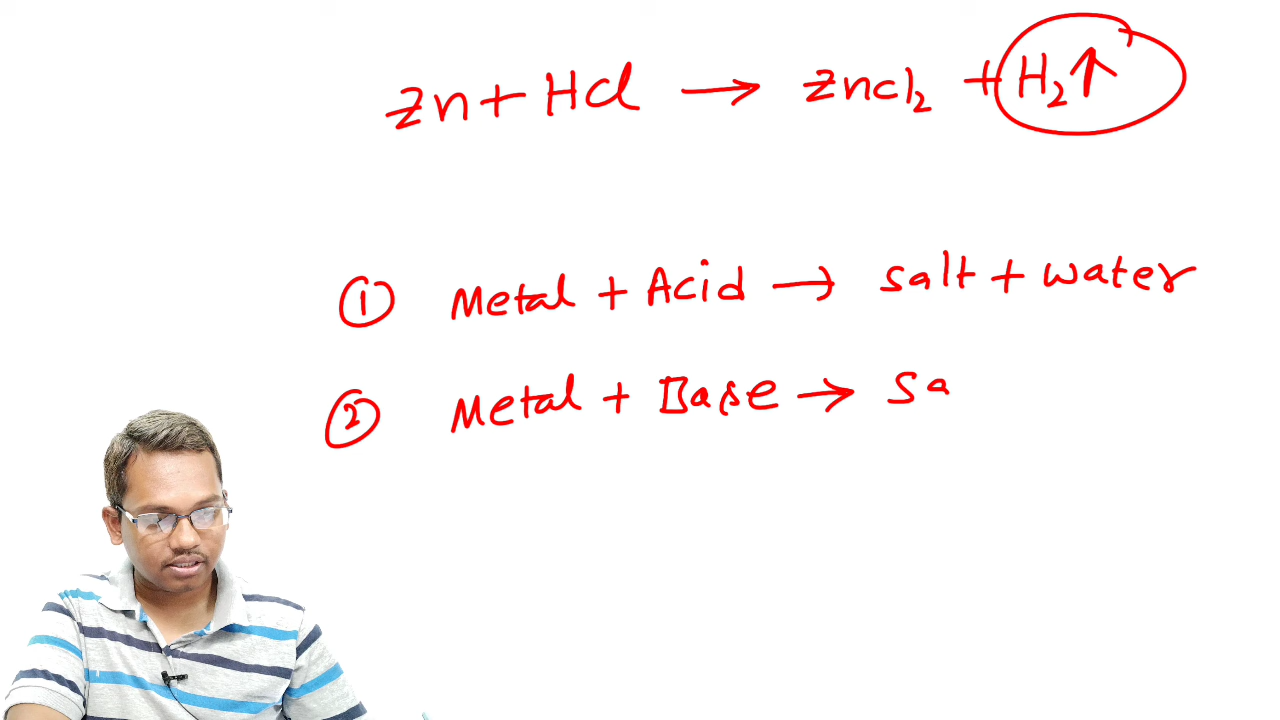 Zn + HCl → ZnCl2 + H2↑
① Metal + Acid → salt + water
② Metal + Base → sa